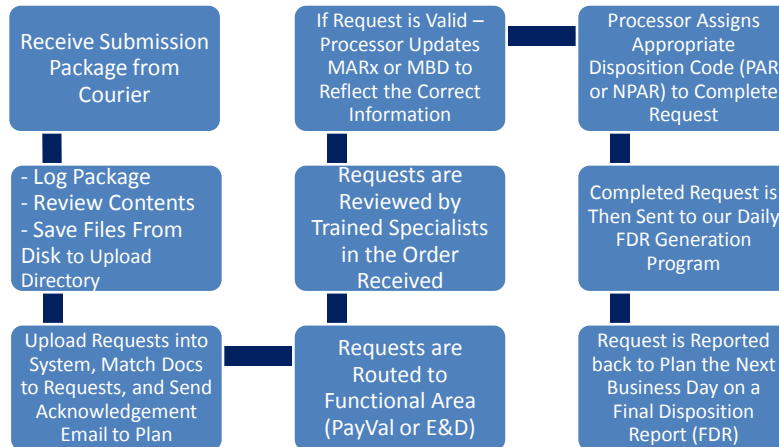 Receive Submission
Package from
Courier
- Log Package
- Review Contents
- Save Files From
Disk to Upload
Directory
Upload Requests into
System, Match Docs
to Requests, and Send
Acknowledgement
Email to Plan
Requests are
Routed to
Functional Area
(PayVal or E&D)
Requests are
Reviewed by
Trained Specialists
in the Order
Received
If Request is Valid –
Processor Updates
MARx or MBD to
Reflect the Correct
Information
Processor Assigns
Appropriate
Disposition Code (PAR
or NPAR) to Complete
Request
Completed Request is
Then Sent to our Daily
FDR Generation
Program
Request is Reported
back to Plan the Next
Business Day on a
Final Disposition
Report (FDR)